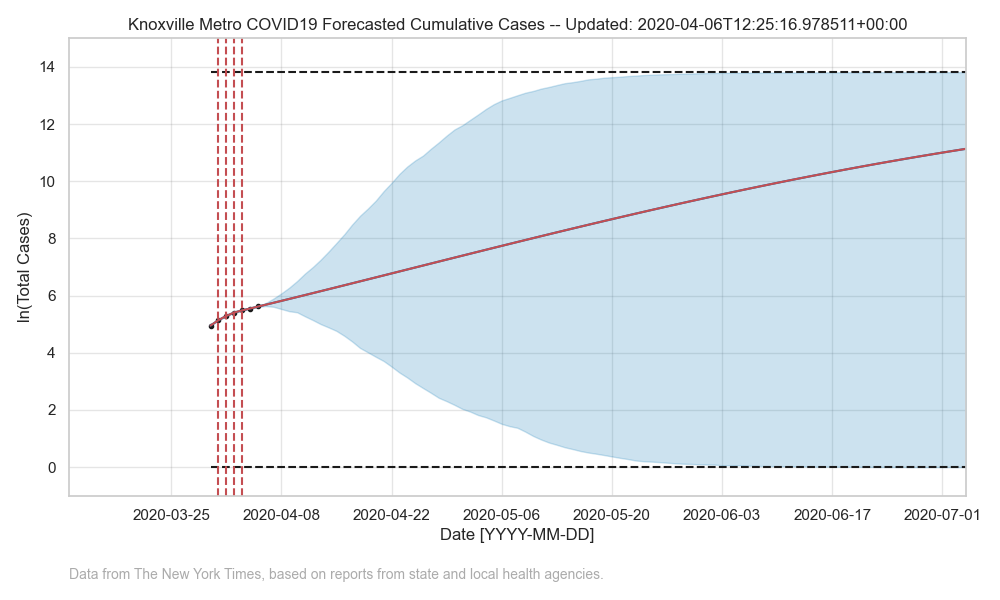 Knoxville Metro COVID19 Forecasted Cumulative Cases -- Updated: 2020-04-06T12:25:16.978511+00:00
14
12
10
8
6
4
2
0
ln(Total Cases)
2020-03-25 2020-04-08 2020-04-22 2020-05-06 2020-05-20 2020-06-03 2020-06-17 2020-07-01
Date [YYYY-MM-DD]
Data from The New York Times, based on reports from state and local health agencies.